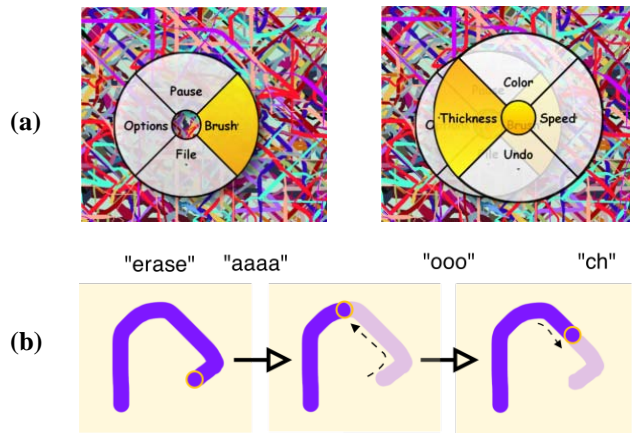 (a)
Pause
Options Brush
File
Color
Thickness Speed
Undo
"erase" "aaaa" "ooo" "ch"
(b)